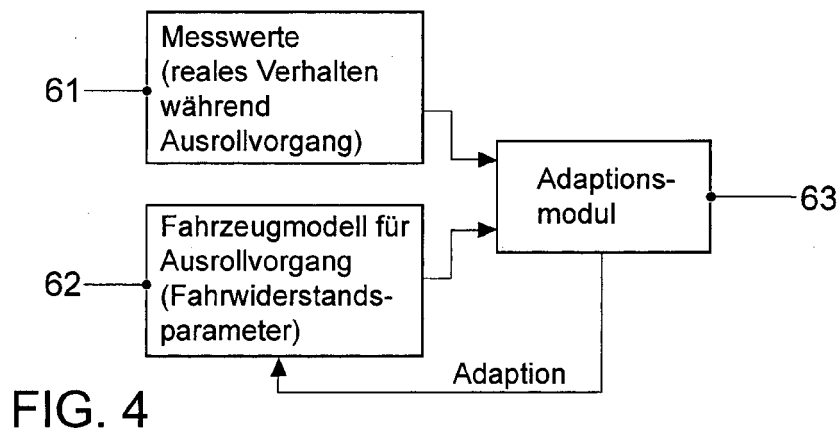 Messwerte
(reales Verhalten
während
Ausrollvorgang)
61
Adaptions-
modul
63
Fahrzeugmodell für
Ausrollvorgang
(Fahrwiderstands-
parameter)
62
Adaption
FIG. 4